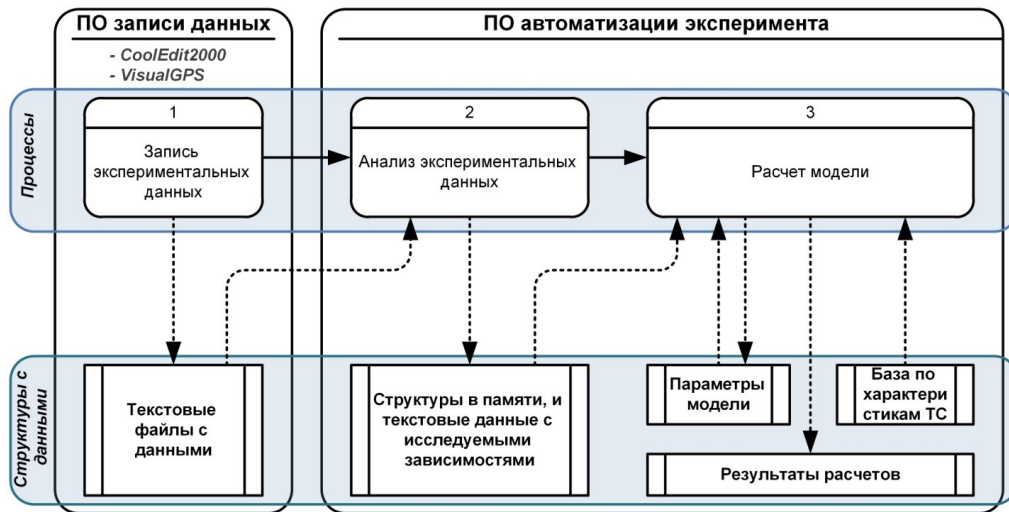 ПО записи данных
- CoolEdit2000
- VisualGPS
ПО автоматизации эксперимента
Процессы
1
Запись
экспериментальных
данных
2
Анализ экспериментальных
данных
3
Расчет модели
Структуры с
данными
Текстовые
файлы с
данными
Структуры в памяти, и
текстовые данные с
исследуемыми
зависимостями
Параметры
модели
База по
характери
стикам ТС
Результаты расчетов